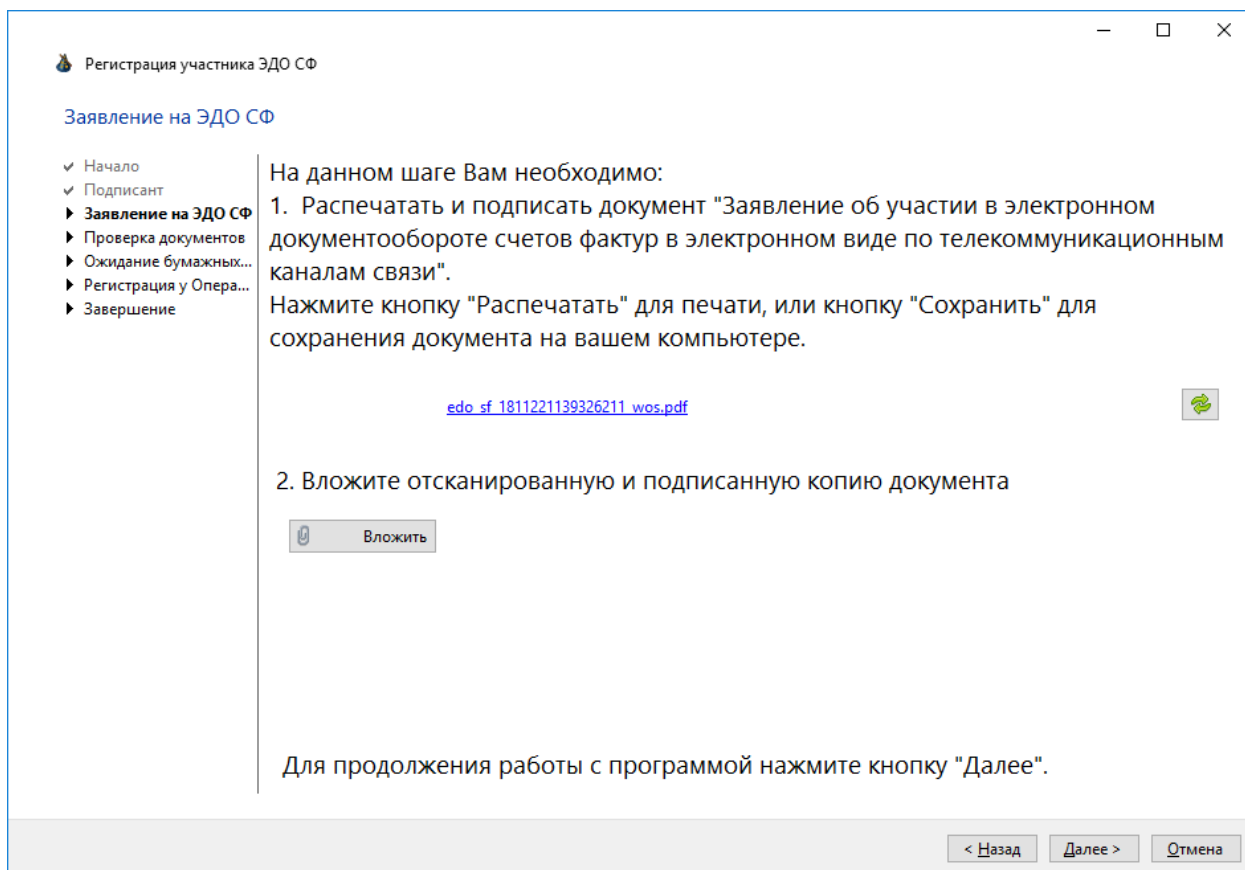 Регистрация участника ЭДО СФ
Заявление на ЭДО СФ
Начало
Подписант
Заявление на ЭДО СФ
Проверка документов
Ожидание бумажных...
Регистрация у Опера...
Завершение
На данном шаге Вам необходимо:
1. Распечатать и подписать документ "Заявление об участии в электронном
документообороте счетов фактур в электронном виде по телекоммуникационным
каналам связи".
Нажмите кнопку "Распечатать" для печати, или кнопку "Сохранить" для
сохранения документа на вашем компьютере.
edo_sf_1811221139326211_wos.pdf
2. Вложите отсканированную и подписанную копию документа
Вложить
Для продолжения работы с программой нажмите кнопку "Далее".
< Назад Далее > Отмена